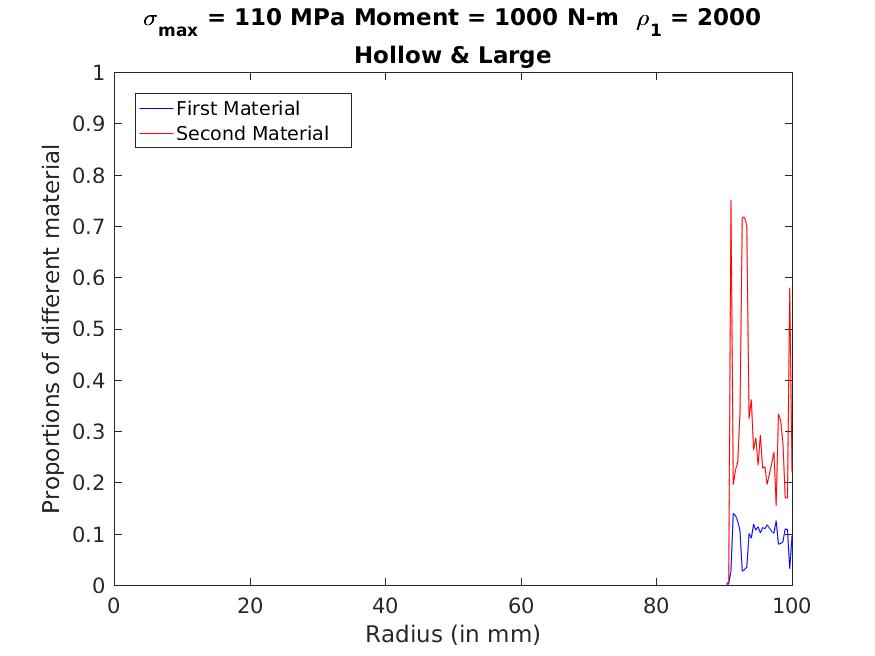 σmax = 110 MPa Moment = 1000 N-m ρ1 = 2000
Hollow & Large
First Material
Second Material
Proportions of different material
1
0.9
0.8
0.7
0.6
0.5
0.4
0.3
0.2
0.1
0
0 20 40 60 80 100
Radius (in mm)